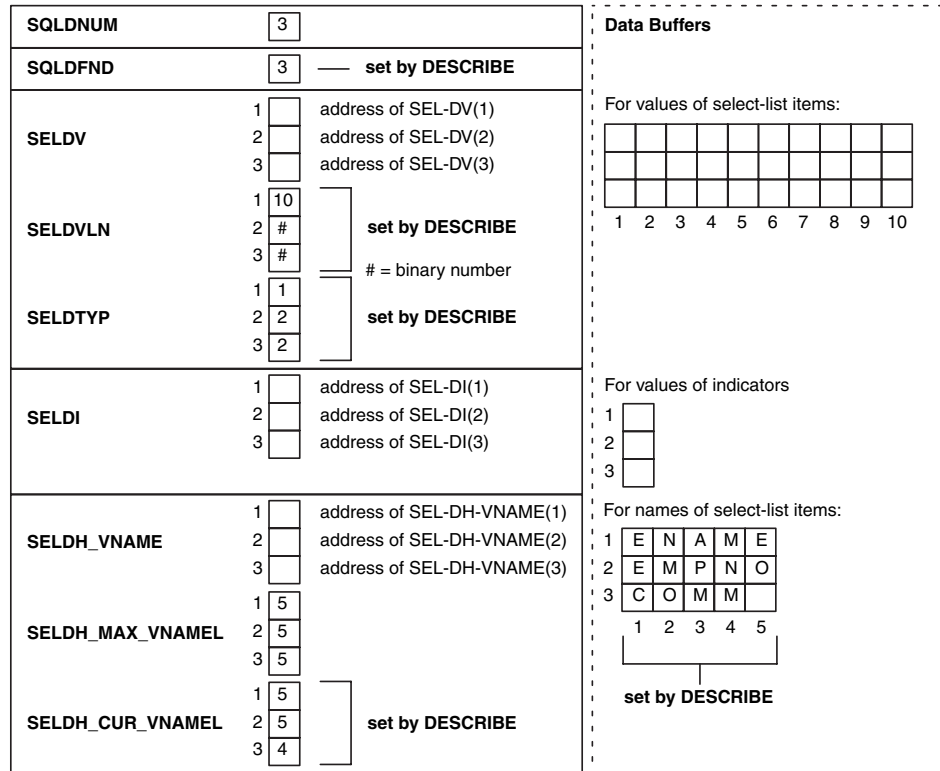 SQLDNUM 3
SQLDFND 3 set by DESCRIBE
SELDV
1 address of SEL-DV(1)
2 address of SEL-DV(2)
3 address of SEL-DV(3)
SELDVLN
1 10
2 #
3 #
set by DESCRIBE
# = binary number
SELDTYP
1 1
2 2
3 2
set by DESCRIBE
SELDI
1 address of SEL-DI(1)
2 address of SEL-DI(2)
3 address of SEL-DI(3)
SELDH_VNAME
1 address of SEL-DH-VNAME(1)
2 address of SEL-DH-VNAME(2)
3 address of SEL-DH-VNAME(3)
SELDH_MAX_VNAMEL
1 5
2 5
3 5
SELDH_CUR_VNAMEL
1 5
2 5
3 4
set by DESCRIBE
Data Buffers
For values of select-list items:
1 2 3 4 5 6 7 8 9 10
For values of indicators
1
2
3
For names of select-list items:
1 E N A M E
2 E M P N O
3 C O M M
1 2 3 4 5
set by DESCRIBE